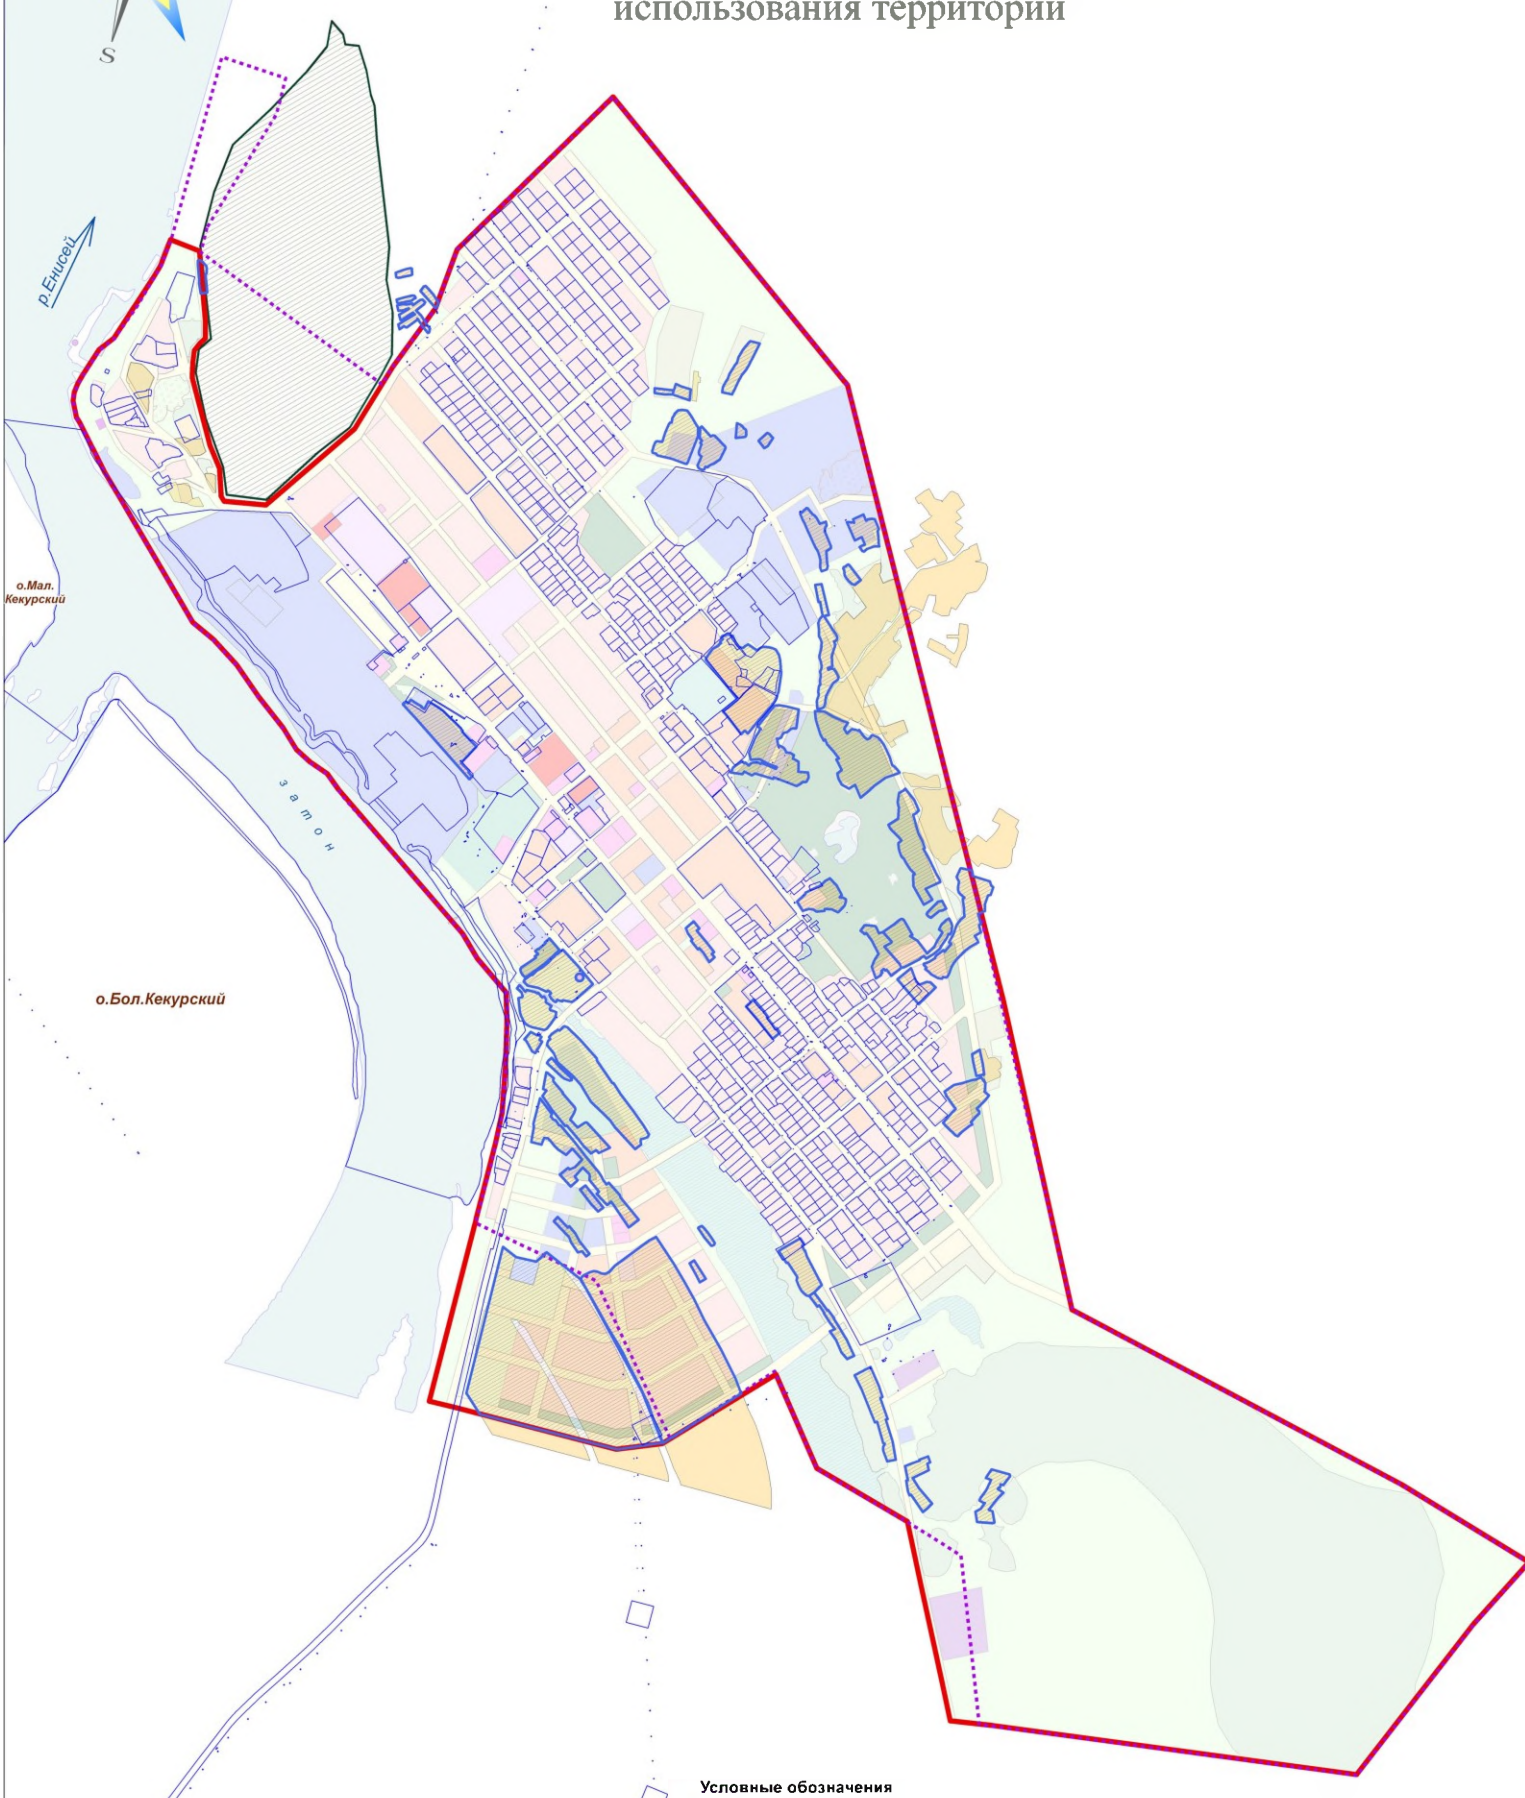 использования территории
S
р.Енисей
о.Мал.
Кекурский
затон
о.Бол.Кекурский
Условные обозначения